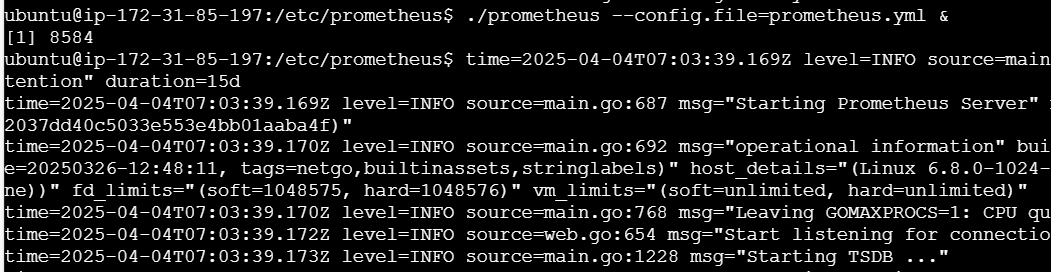 ubuntu@ip-172-31-85-197:/etc/prometheus$ ./prometheus --config.file=prometheus.yml &
[1] 8584
ubuntu@ip-172-31-85-197:/etc/prometheus$ time=2025-04-04T07:03:39.169Z level=INFO source=main
tention" duration=15d
time=2025-04-04T07:03:39.169Z level=INFO source=main.go:687 msg="Starting Prometheus Server"
2037dd40c5033e553e4bb01aaba4f)"
time=2025-04-04T07:03:39.170Z level=INFO source=main.go:692 msg="operational information" bui
e=20250326-12:48:11, tags=netgo,builtinassets,stringlabels)" host_details="(Linux 6.8.0-1024-
ne))" fd_limits="(soft=1048575, hard=1048576)" vm_limits="(soft=unlimited, hard=unlimited)"
time=2025-04-04T07:03:39.170Z level=INFO source=main.go:768 msg="Leaving GOMAXPROCS=1: CPU qu
time=2025-04-04T07:03:39.172Z level=INFO source=web.go:654 msg="Start listening for connectio
time=2025-04-04T07:03:39.173Z level=INFO source=main.go:1228 msg="Starting TSDB ..."